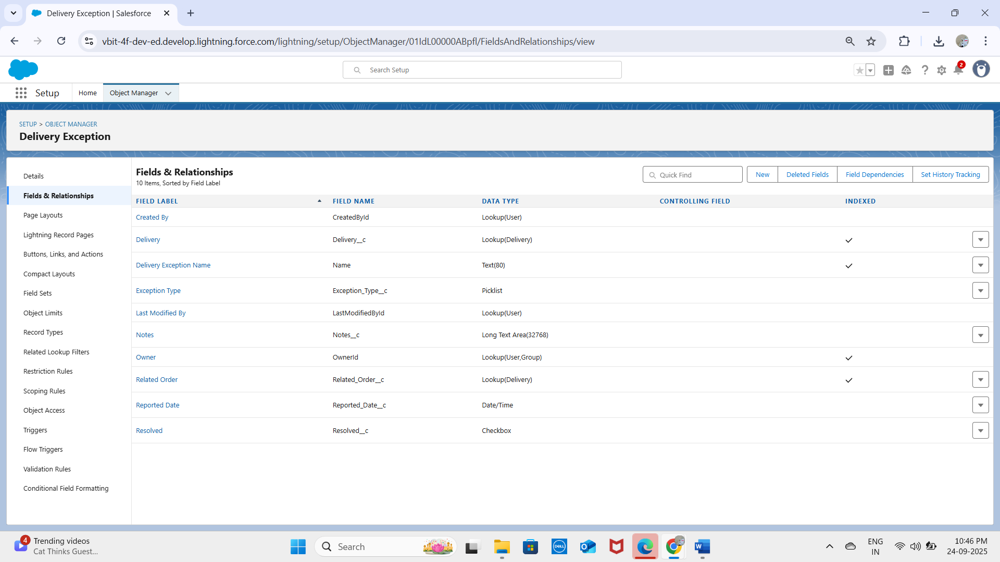 Delivery Exception | Salesforce
vbit-4f-dev-ed.develop.lightning.force.com/lightning/setup/ObjectManager/01IdL00000ABpfl/FieldsAndRelationships/view
Search Setup
2
Setup
Home
Object Manager
SETUP > OBJECT MANAGER
Delivery Exception
Details
Fields & Relationships
Page Layouts
Lightning Record Pages
Buttons, Links, and Actions
Compact Layouts
Field Sets
Object Limits
Record Types
Related Lookup Filters
Restriction Rules
Scoping Rules
Object Access
Triggers
Flow Triggers
Validation Rules
Conditional Field Formatting
Fields & Relationships
10 Items, Sorted by Field Label
Quick Find
New
Deleted Fields
Field Dependencies
Set History Tracking
FIELD LABEL FIELD NAME DATA TYPE CONTROLLING FIELD INDEXED
Created By CreatedById Lookup(User)
Delivery Delivery__c Lookup(Delivery)
Delivery Exception Name Name Text(80)
Exception Type Exception_Type__c Picklist
Last Modified By LastModifiedById Lookup(User)
Notes Notes__c Long Text Area(32768)
Owner OwnerId Lookup(User,Group)
Related Order Related_Order__c Lookup(Delivery)
Reported Date Reported_Date__c Date/Time
Resolved Resolved__c Checkbox
4
Trending videos
Cat Thinks Guest...
Search
DELL
O
W
ENG
IN
10:46 PM
24-09-2025